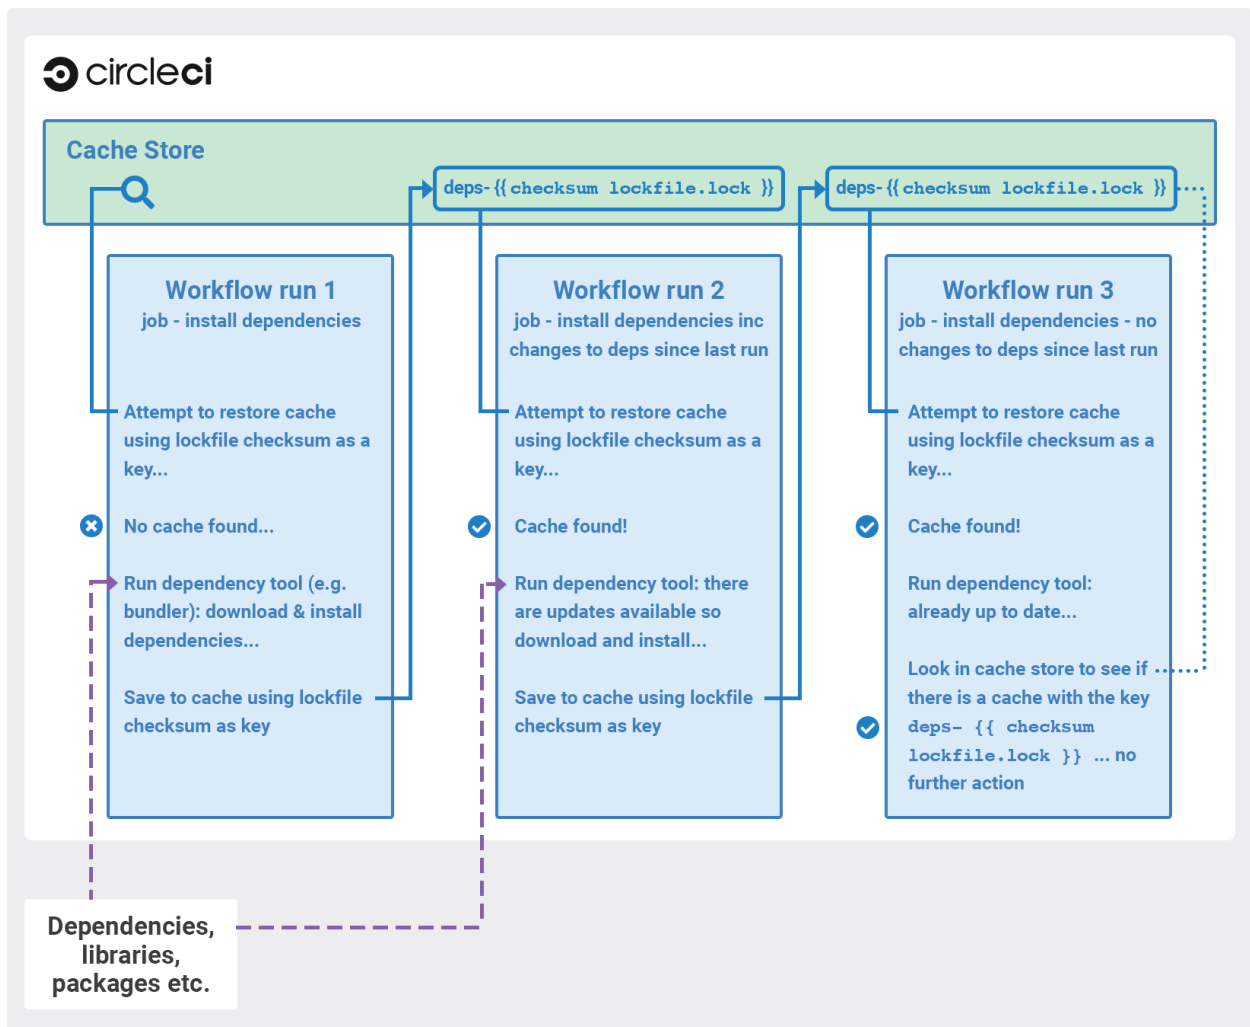 circleci
Cache Store
deps- {{ checksum lockfile.lock }}
deps- {{ checksum lockfile.lock }}
Workflow run 1
job - install dependencies
Attempt to restore cache
using lockfile checksum as a
key...
No cache found...
Run dependency tool (e.g.
bundler): download & install
dependencies...
Save to cache using lockfile
checksum as key
Workflow run 2
job - install dependencies inc
changes to deps since last run
Attempt to restore cache
using lockfile checksum as a
key...
Cache found!
Run dependency tool: there
are updates available so
download and install...
Save to cache using lockfile
checksum as key
Workflow run 3
job - install dependencies - no
changes to deps since last run
Attempt to restore cache
using lockfile checksum as a
key...
Cache found!
Run dependency tool:
already up to date...
Look in cache store to see if
there is a cache with the key
deps- {{ checksum
lockfile.lock }} ... no
further action
Dependencies,
libraries,
packages etc.